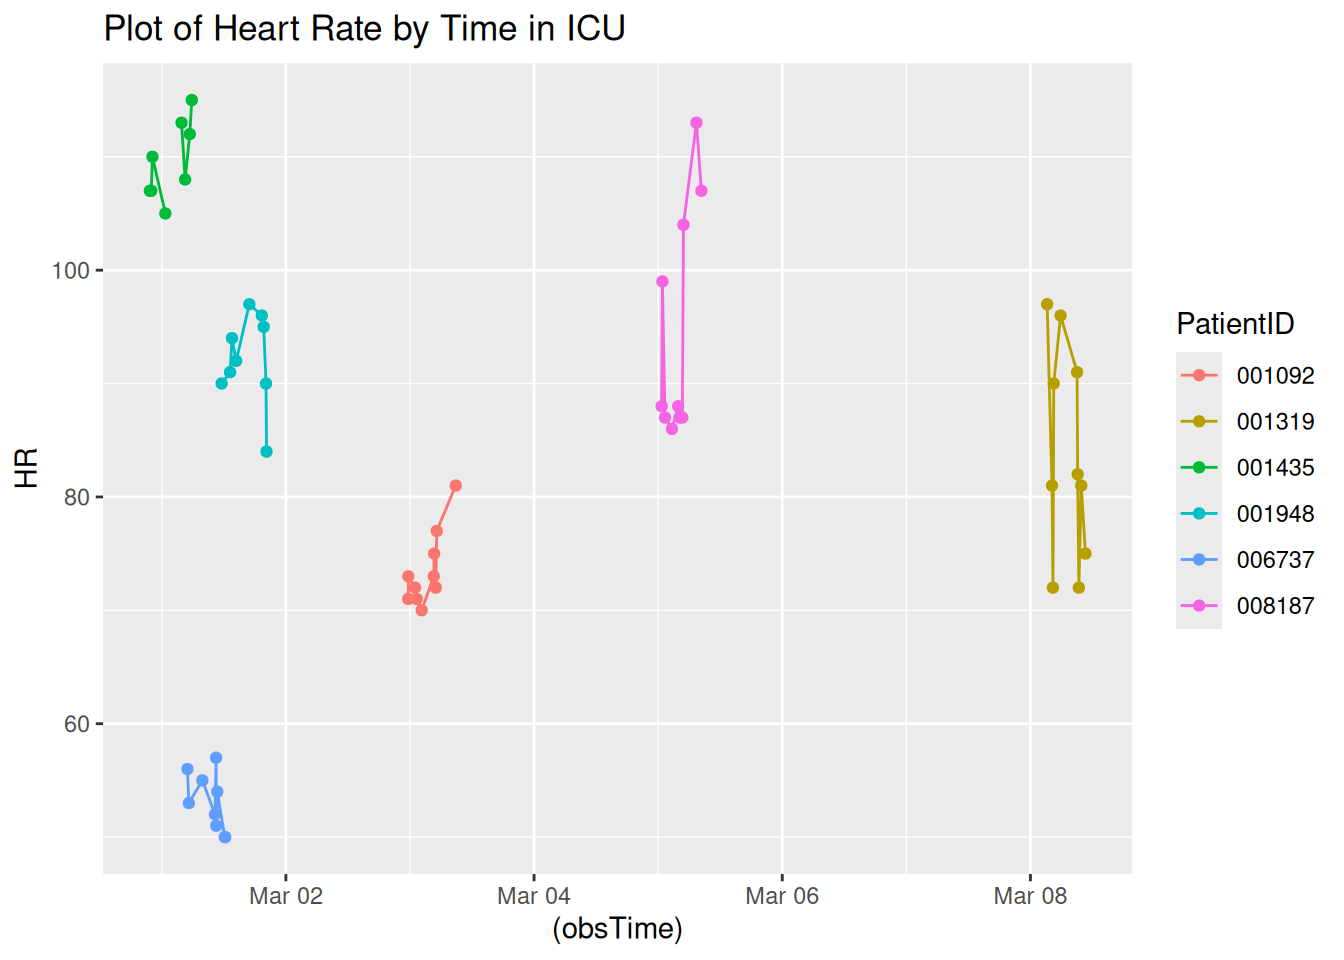 Plot of Heart Rate by Time in ICU
100
80
60
HR
Mar 02
Mar 04
Mar 06
Mar 08
(obsTime)
PatientID
001092
001319
001435
001948
006737
008187